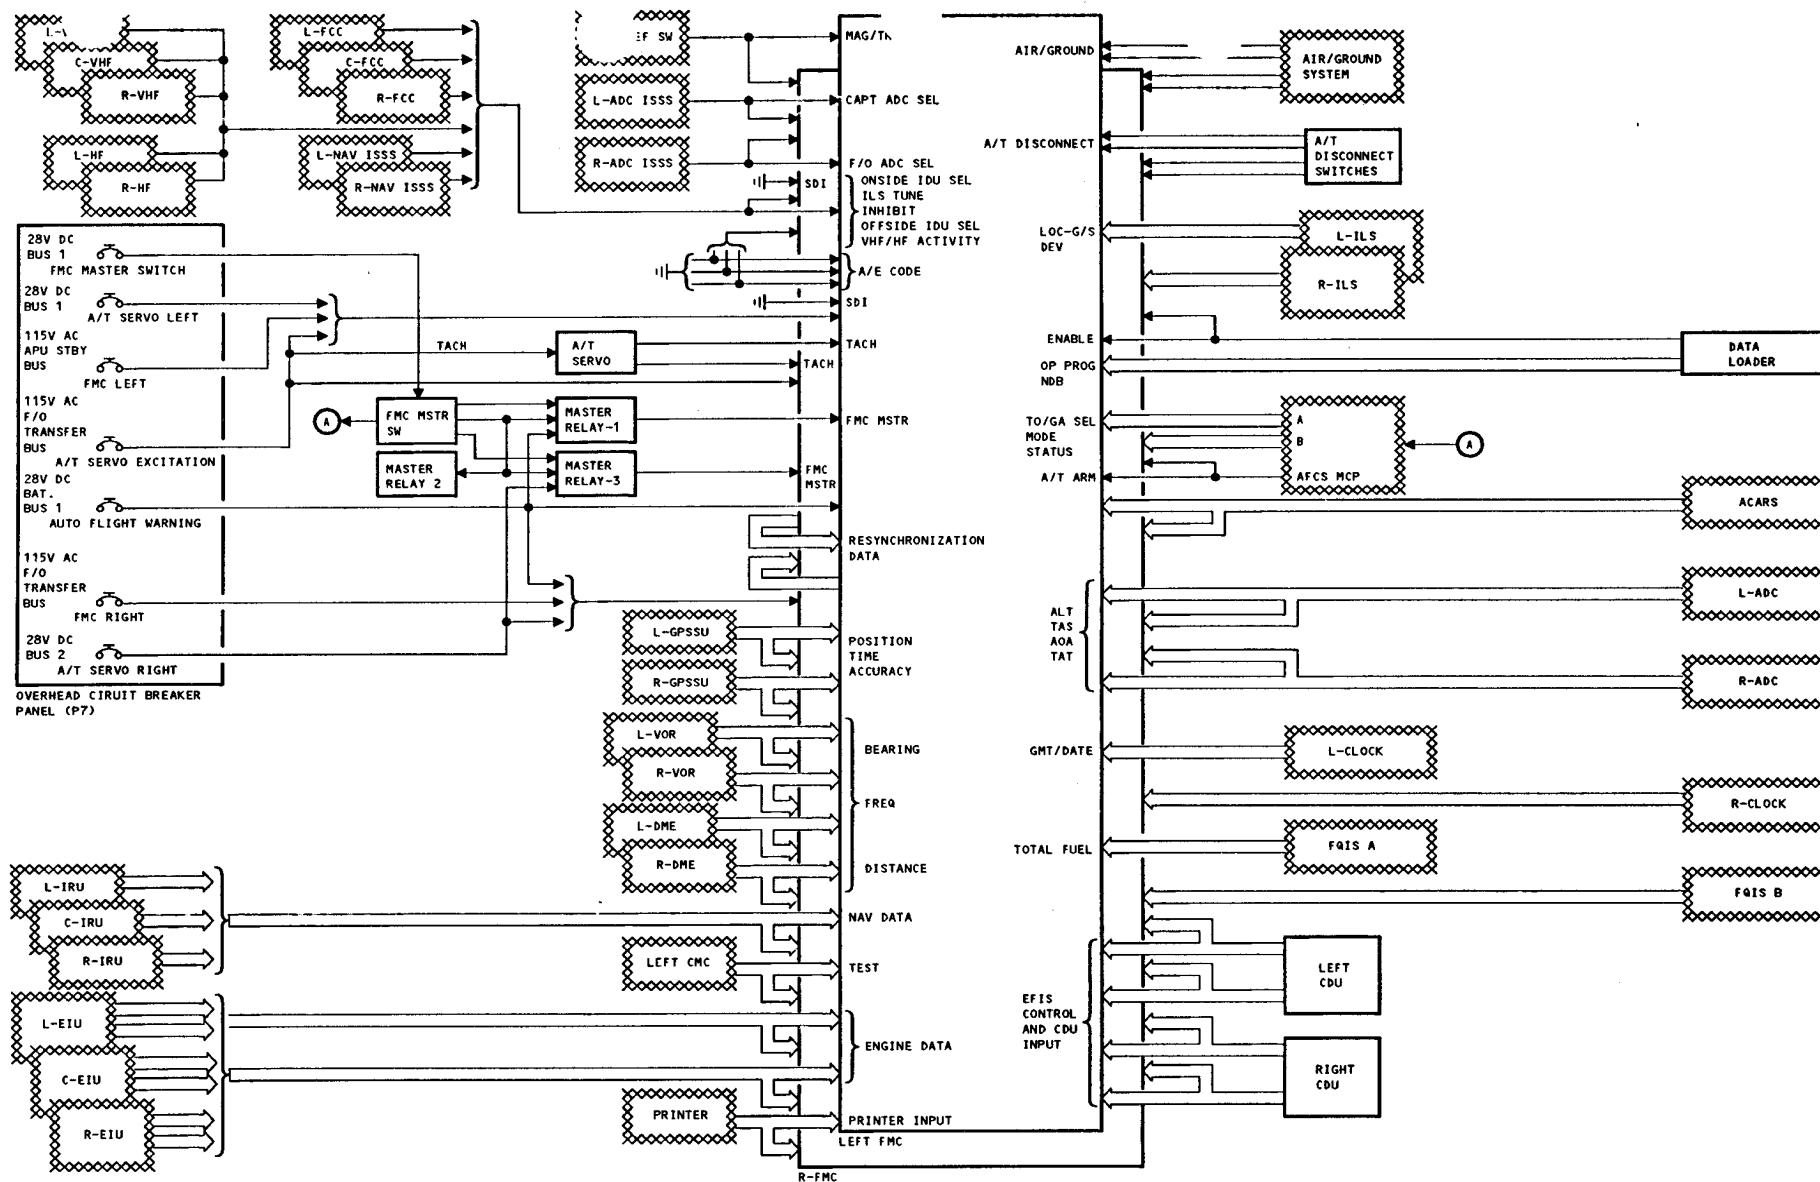 C-VHF
R-VHF
L-HF
R-HF
L-FCC
C-FCC
R-FCC
L-NAV ISSS
R-NAV ISSS
SW
L-ADC ISSS
R-ADC ISSS
28V DC
BUS 1
FMC MASTER SWITCH
28V DC
BUS 1
A/T SERVO LEFT
115V AC
APU STBY
BUS
FMC LEFT
115V AC
F/O
TRANSFER
BUS
A/T SERVO EXCITATION
28V DC
BAT.
BUS 1
AUTO FLIGHT WARNING
115V AC
F/O
TRANSFER
BUS
FMC RIGHT
28V DC
BUS 2
A/T SERVO RIGHT
OVERHEAD CIRUIT BREAKER
PANEL (P7)
TACH
A/T
SERVO
A
FMC MSTR
SW
MASTER
RELAY-1
MASTER
RELAY 2
MASTER
RELAY-3
L-GPSSU
R-GPSSU
L-VOR
R-VOR
L-DME
R-DME
L-IRU
C-IRU
R-IRU
LEFT CMC
L-EIU
C-EIU
R-EIU
PRINTER
CAPT ADC SEL
F/O ADC SEL
SDI
ONSIDE IDU SEL
ILS TUNE
INHIBIT
OFFSIDE IDU SEL
VHF/HF ACTIVITY
A/E CODE
SDI
TACH
TACH
FMC MSTR
FMC
MSTR
RESYNCHRONIZATION
DATA
POSITION
TIME
ACCURACY
BEARING
FREQ
DISTANCE
NAV DATA
TEST
ENGINE DATA
PRINTER INPUT
LEFT FMC
R-FMC
AIR/GROUND
A/T DISCONNECT
LOC-G/S
DEV
ENABLE
OP PROG
NDB
TO/GA SEL
MODE
STATUS
A/T ARM
ALT
TAS
AOA
TAT
GMT/DATE
TOTAL FUEL
EFIS
CONTROL
AND CDU
INPUT
AIR/GROUND
SYSTEM
A/T
DISCONNECT
SWITCHES
L-ILS
R-ILS
DATA
LOADER
A
B
AFCS MCP
A
ACARS
L-ADC
R-ADC
L-CLOCK
R-CLOCK
FQIS A
FQIS B
LEFT
CDU
RIGHT
CDU